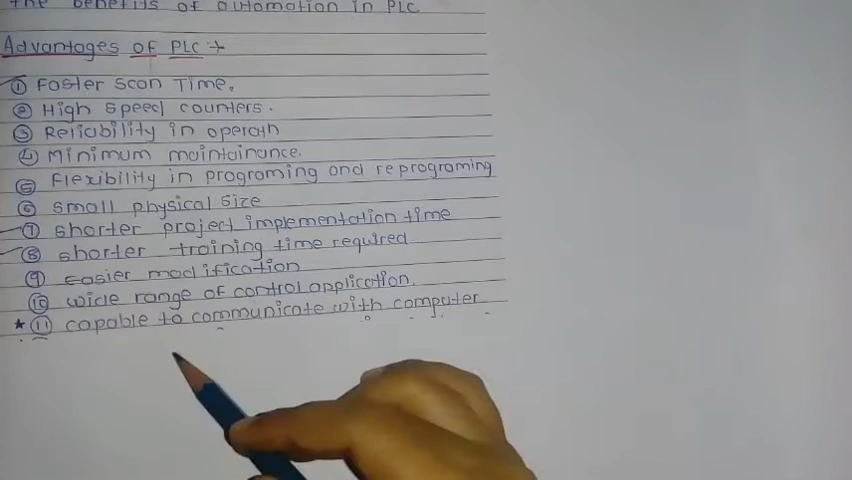 The benefits of automation in PLC
Advantages of PLC →
① Faster scan Time.
② High speed counters.
③ Reliability in operatn
④ Minimum maintainance.
⑤ Flexibility in programing and reprograming
⑥ small physical size
⑦ shorter project implementation time
⑧ shorter training time required
⑨ Easier modification
⑩ wide range of control application.
★ ⑪ capable to communicate with computer